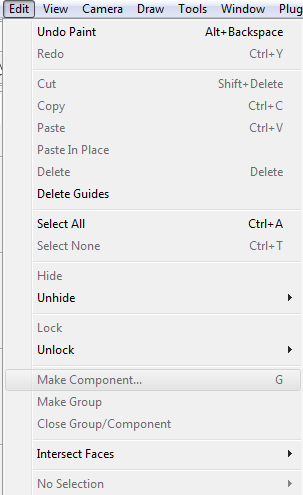 Edit View Camera Draw Tools Window Plug
Undo Paint Alt+Backspace
Redo Ctrl+Y
Cut Shift+Delete
Copy Ctrl+C
Paste Ctrl+V
Paste In Place
Delete Delete
Delete Guides
Select All Ctrl+A
Select None Ctrl+T
Hide
Unhide
Lock
Unlock
Make Component... G
Make Group
Close Group/Component
Intersect Faces
No Selection